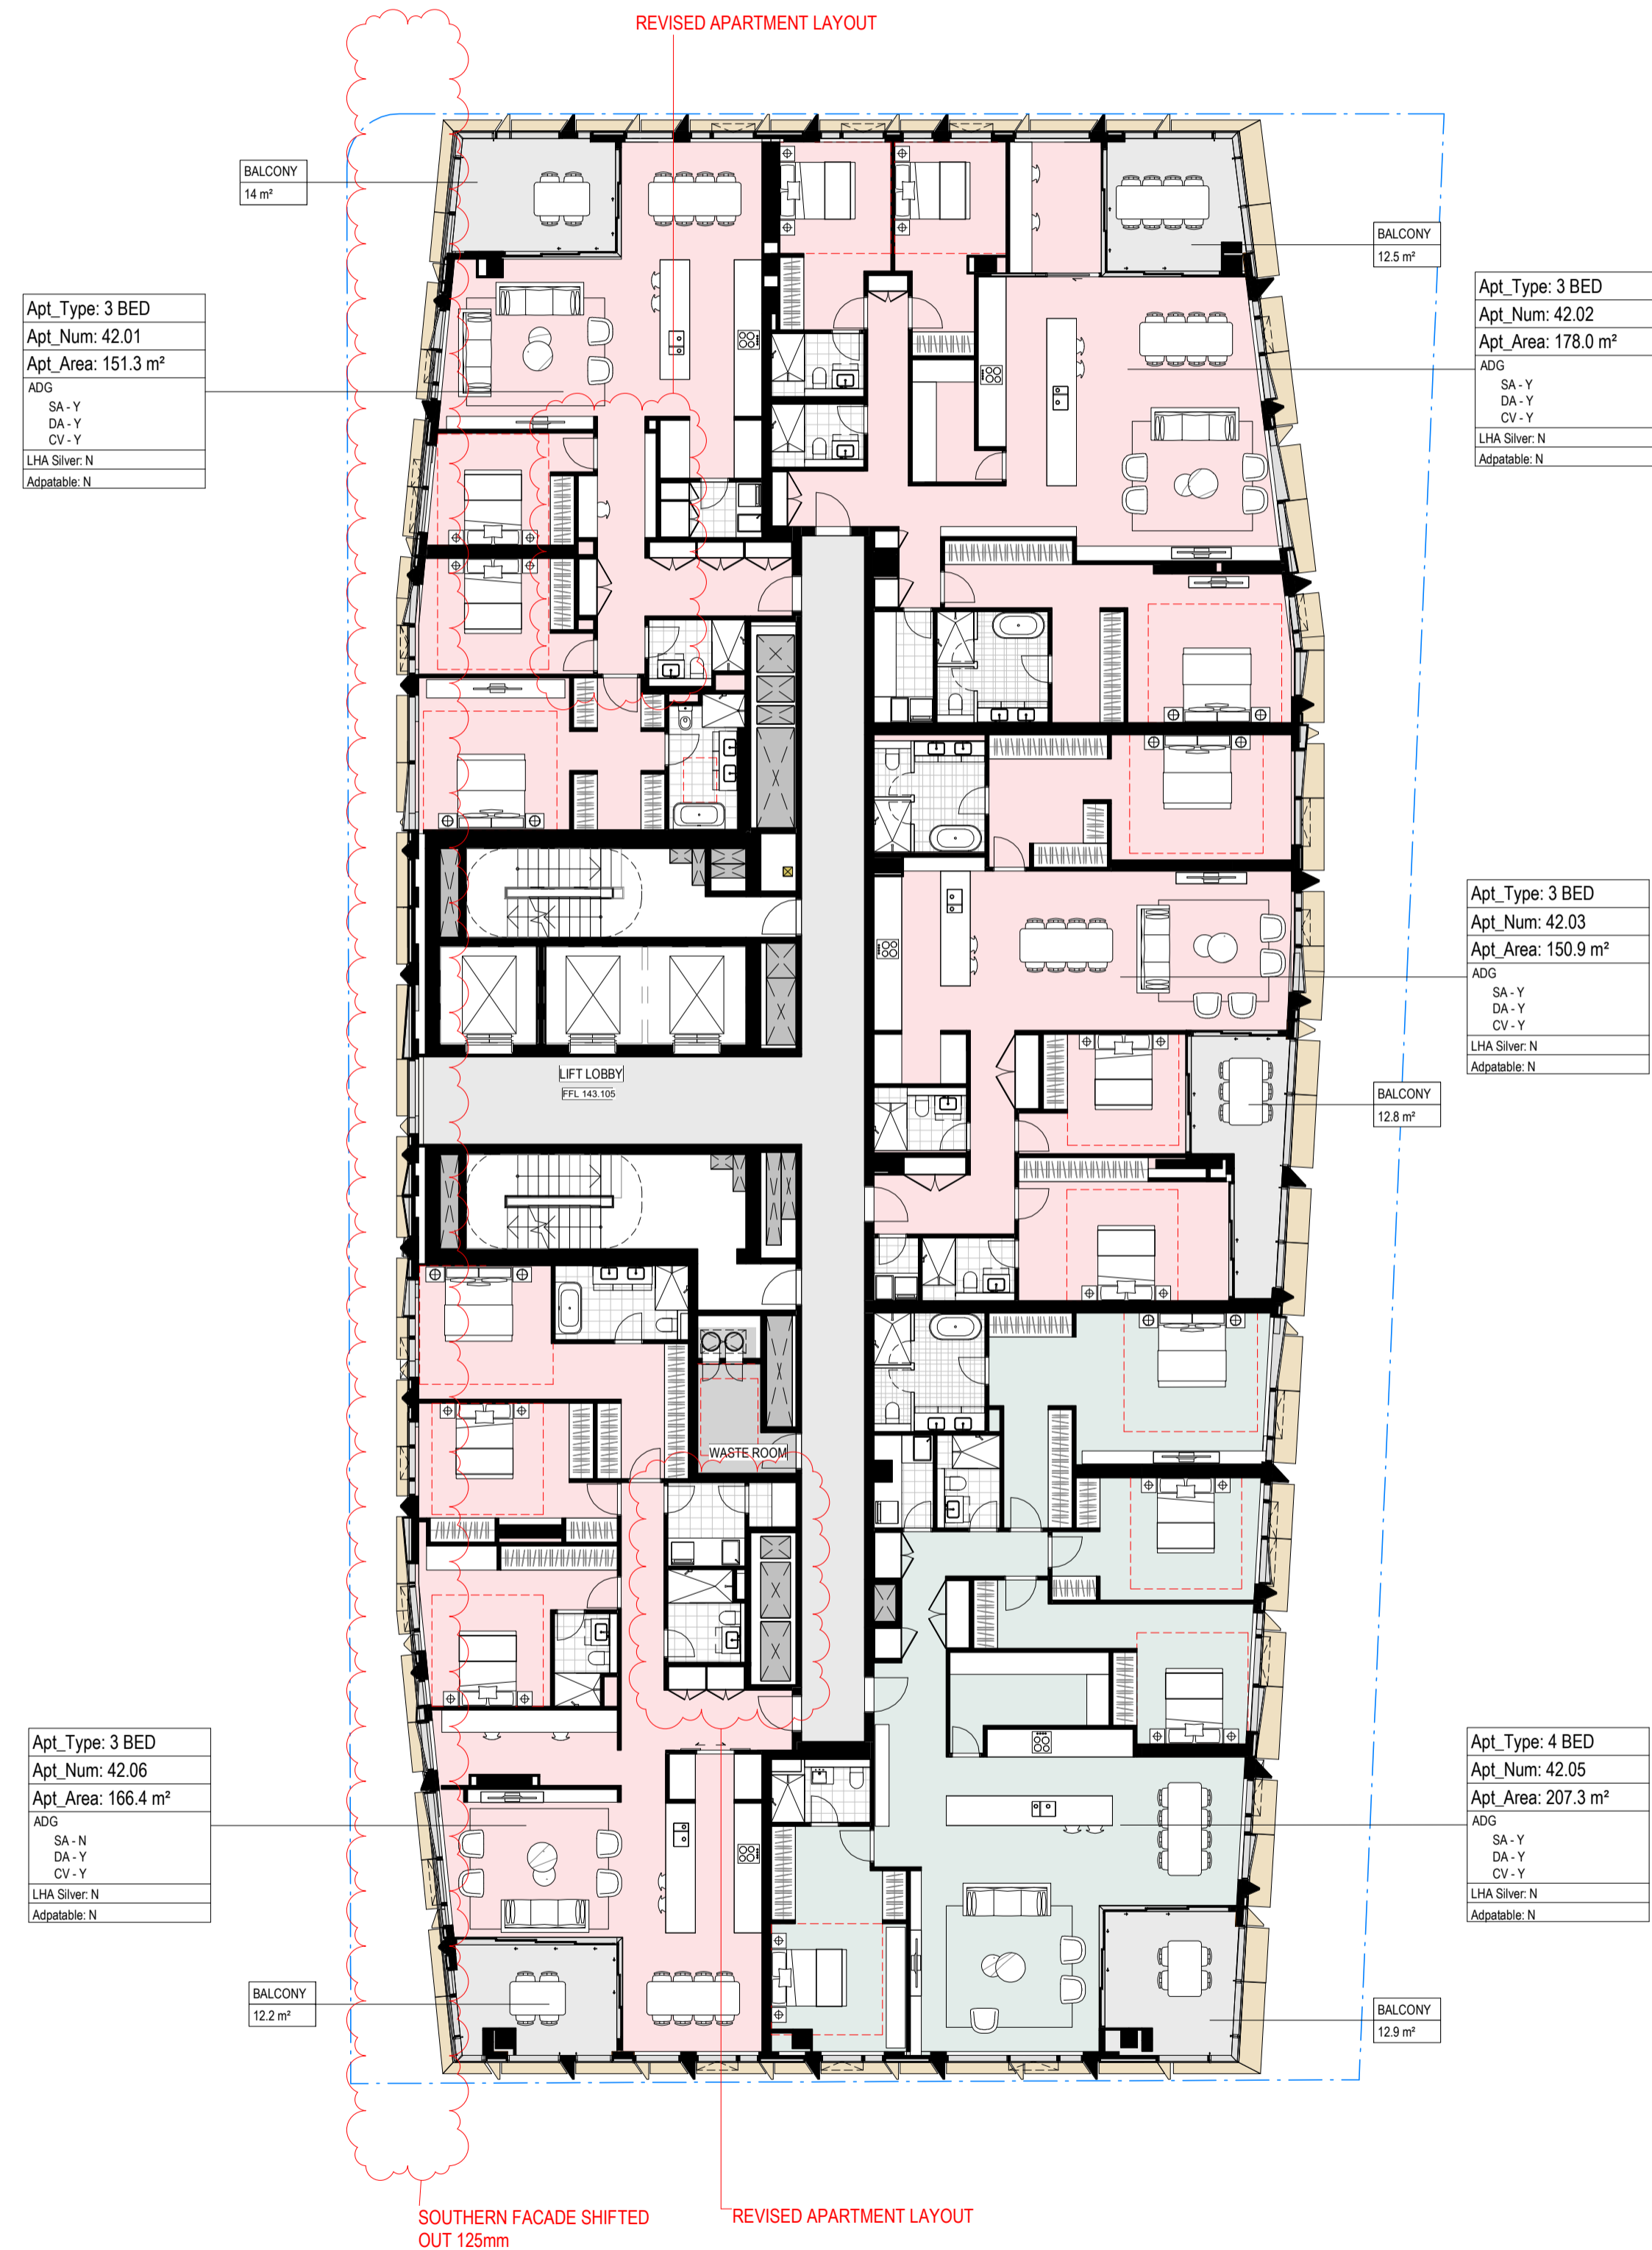 REVISED APARTMENT LAYOUT
BALCONY
14 m²
BALCONY
12.5 m²
Apt_Type: 3 BED
Apt_Num: 42.01
Apt_Area: 151.3 m²
ADG
SA - Y
DA - Y
CV - Y
LHA Silver: N
Adpatable: N
Apt_Type: 3 BED
Apt_Num: 42.02
Apt_Area: 178.0 m²
ADG
SA - Y
DA - Y
CV - Y
LHA Silver: N
Adpatable: N
Apt_Type: 3 BED
Apt_Num: 42.03
Apt_Area: 150.9 m²
ADG
SA - Y
DA - Y
CV - Y
LHA Silver: N
Adpatable: N
LIFT LOBBY
FFL 143.105
BALCONY
12.8 m²
WASTE ROOM
Apt_Type: 3 BED
Apt_Num: 42.06
Apt_Area: 166.4 m²
ADG
SA - N
DA - Y
CV - Y
LHA Silver: N
Adpatable: N
Apt_Type: 4 BED
Apt_Num: 42.05
Apt_Area: 207.3 m²
ADG
SA - Y
DA - Y
CV - Y
LHA Silver: N
Adpatable: N
BALCONY
12.2 m²
BALCONY
12.9 m²
SOUTHERN FACADE SHIFTED
OUT 125mm
REVISED APARTMENT LAYOUT